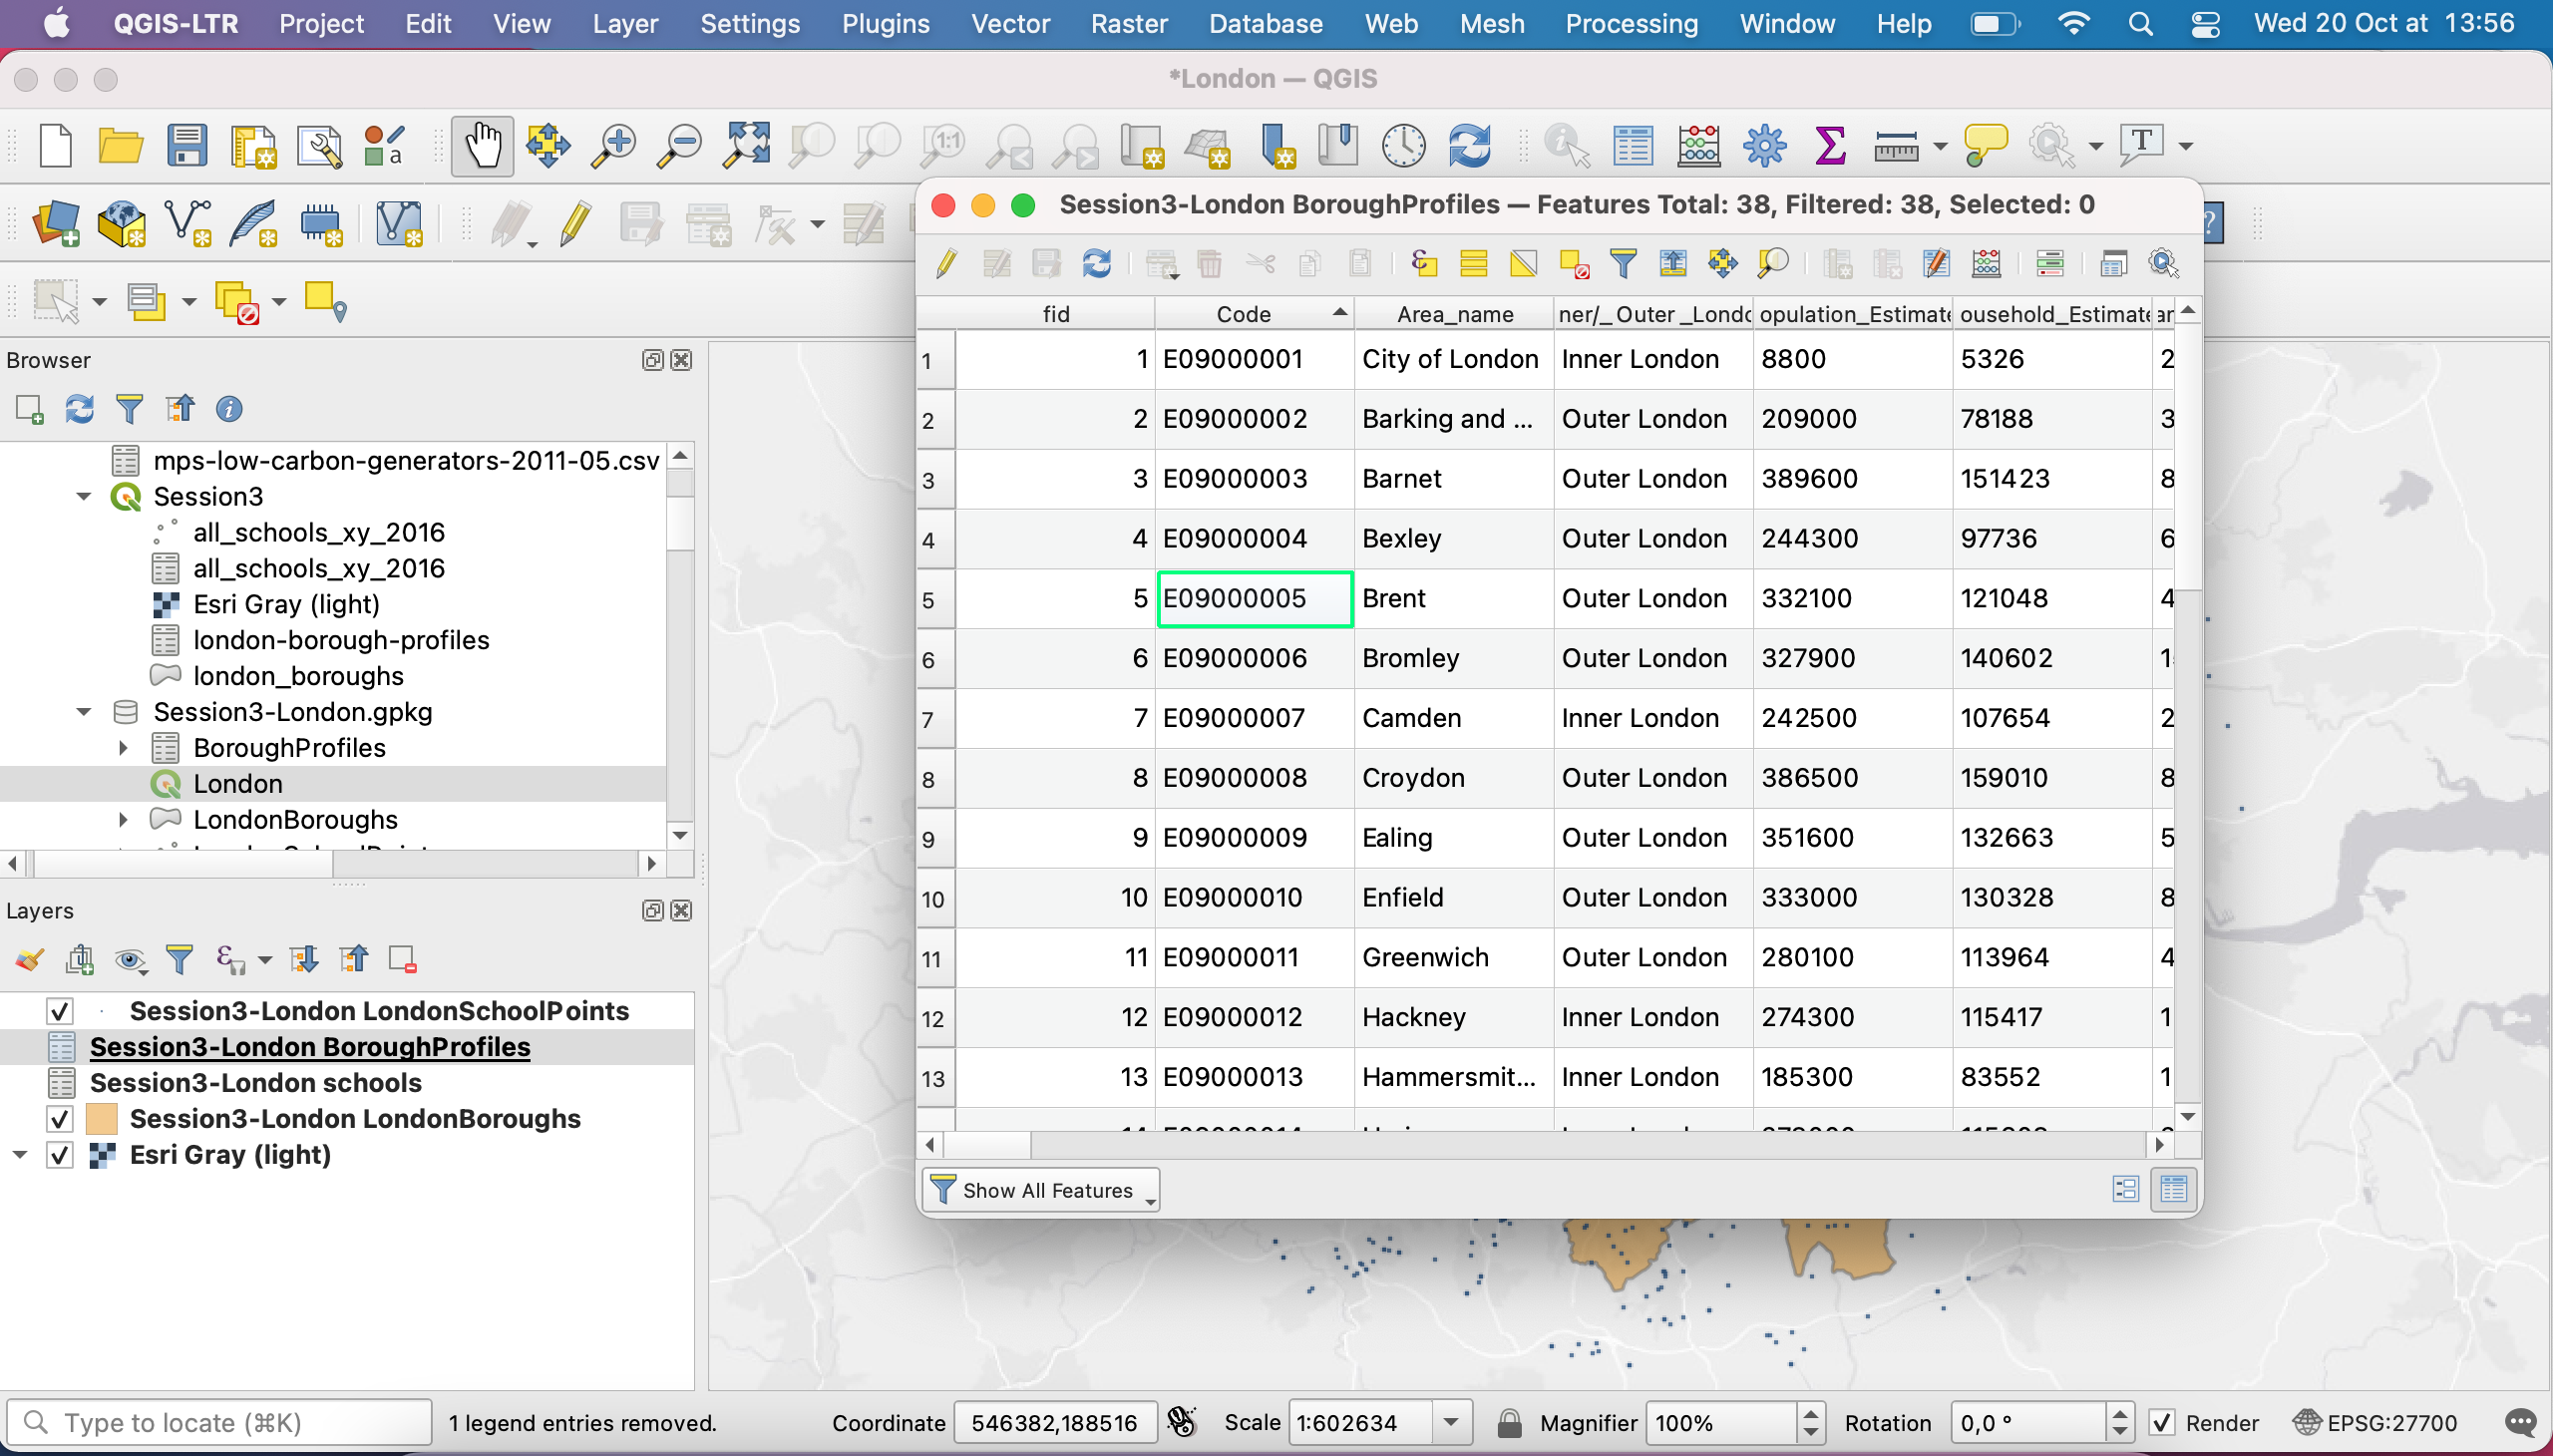 QGIS-LTR Project Edit View Layer Settings Plugins Vector Raster Database Web Mesh Processing Window Help Wed 20 Oct at 13:56
*London — QGIS
1:1
a
T
Session3-London BoroughProfiles — Features Total: 38, Filtered: 38, Selected: 0
?
Browser
mps-low-carbon-generators-2011-05.csv
Session3
all_schools_xy_2016
all_schools_xy_2016
Esri Gray (light)
london-borough-profiles
london_boroughs
Session3-London.gpkg
BoroughProfiles
London
LondonBoroughs
Layers
Session3-London LondonSchoolPoints
Session3-London BoroughProfiles
Session3-London schools
Session3-London LondonBoroughs
Esri Gray (light)
fid Code Area_name ner/_Outer _Londc opulation_Estimate ousehold_Estimate ar
1 1 E09000001 City of London Inner London 8800 5326 2
2 2 E09000002 Barking and ... Outer London 209000 78188 3
3 3 E09000003 Barnet Outer London 389600 151423 8
4 4 E09000004 Bexley Outer London 244300 97736 6
5 5 E09000005 Brent Outer London 332100 121048 4
6 6 E09000006 Bromley Outer London 327900 140602 1
7 7 E09000007 Camden Inner London 242500 107654 2
8 8 E09000008 Croydon Outer London 386500 159010 8
9 9 E09000009 Ealing Outer London 351600 132663 5
10 10 E09000010 Enfield Outer London 333000 130328 8
11 11 E09000011 Greenwich Outer London 280100 113964 4
12 12 E09000012 Hackney Inner London 274300 115417 1
13 13 E09000013 Hammersmit... Inner London 185300 83552 1
Show All Features
Type to locate (⌘K) 1 legend entries removed. Coordinate 546382,188516 Scale 1:602634 Magnifier 100% Rotation 0,0 ° Render EPSG:27700